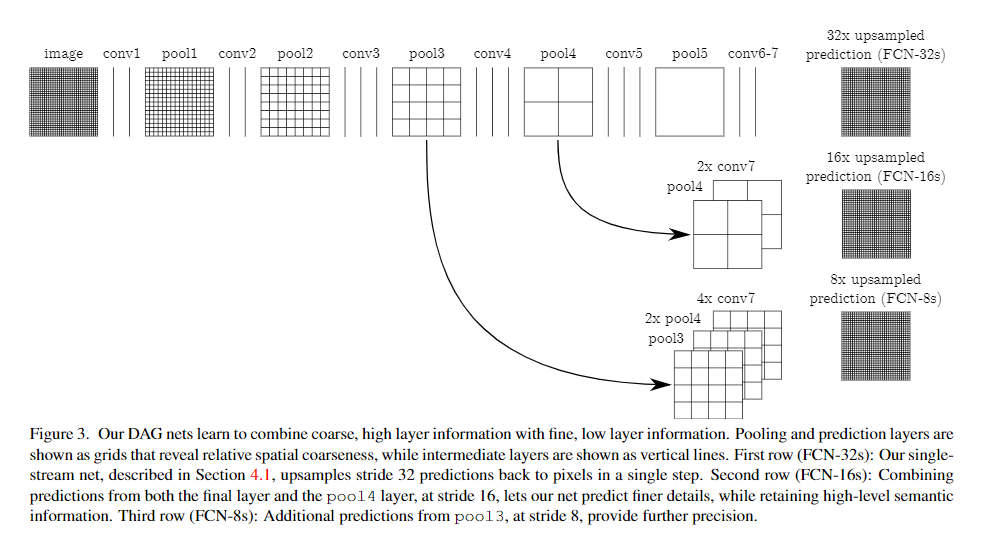 image conv1 pool1 conv2 pool2 conv3 pool3 conv4 pool4 conv5 pool5 conv6-7
32x upsampled
prediction (FCN-32s)
16x upsampled
prediction (FCN-16s)
2x conv7
pool4
8x upsampled
prediction (FCN-8s)
4x conv7
2x pool4
pool3
Figure 3. Our DAG nets learn to combine coarse, high layer information with fine, low layer information. Pooling and prediction layers are
shown as grids that reveal relative spatial coarseness, while intermediate layers are shown as vertical lines. First row (FCN-32s): Our single-
stream net, described in Section 4.1, upsamples stride 32 predictions back to pixels in a single step. Second row (FCN-16s): Combining
predictions from both the final layer and the pool4 layer, at stride 16, lets our net predict finer details, while retaining high-level semantic
information. Third row (FCN-8s): Additional predictions from pool3, at stride 8, provide further precision.